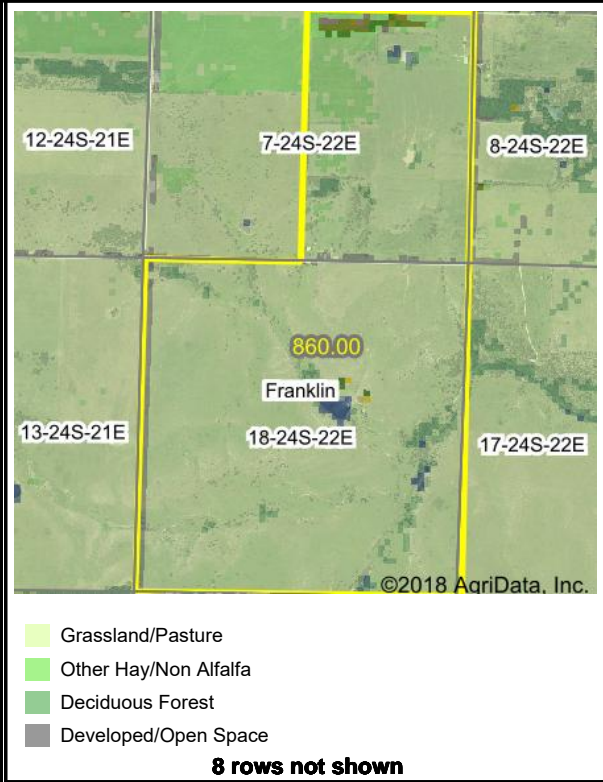 12-24S-21E
7-24S-22E
8-24S-22E
860.00
Franklin
13-24S-21E
18-24S-22E
17-24S-22E
©2018 AgriData, Inc.
Grassland/Pasture
Other Hay/Non Alfalfa
Deciduous Forest
Developed/Open Space
8 rows not shown